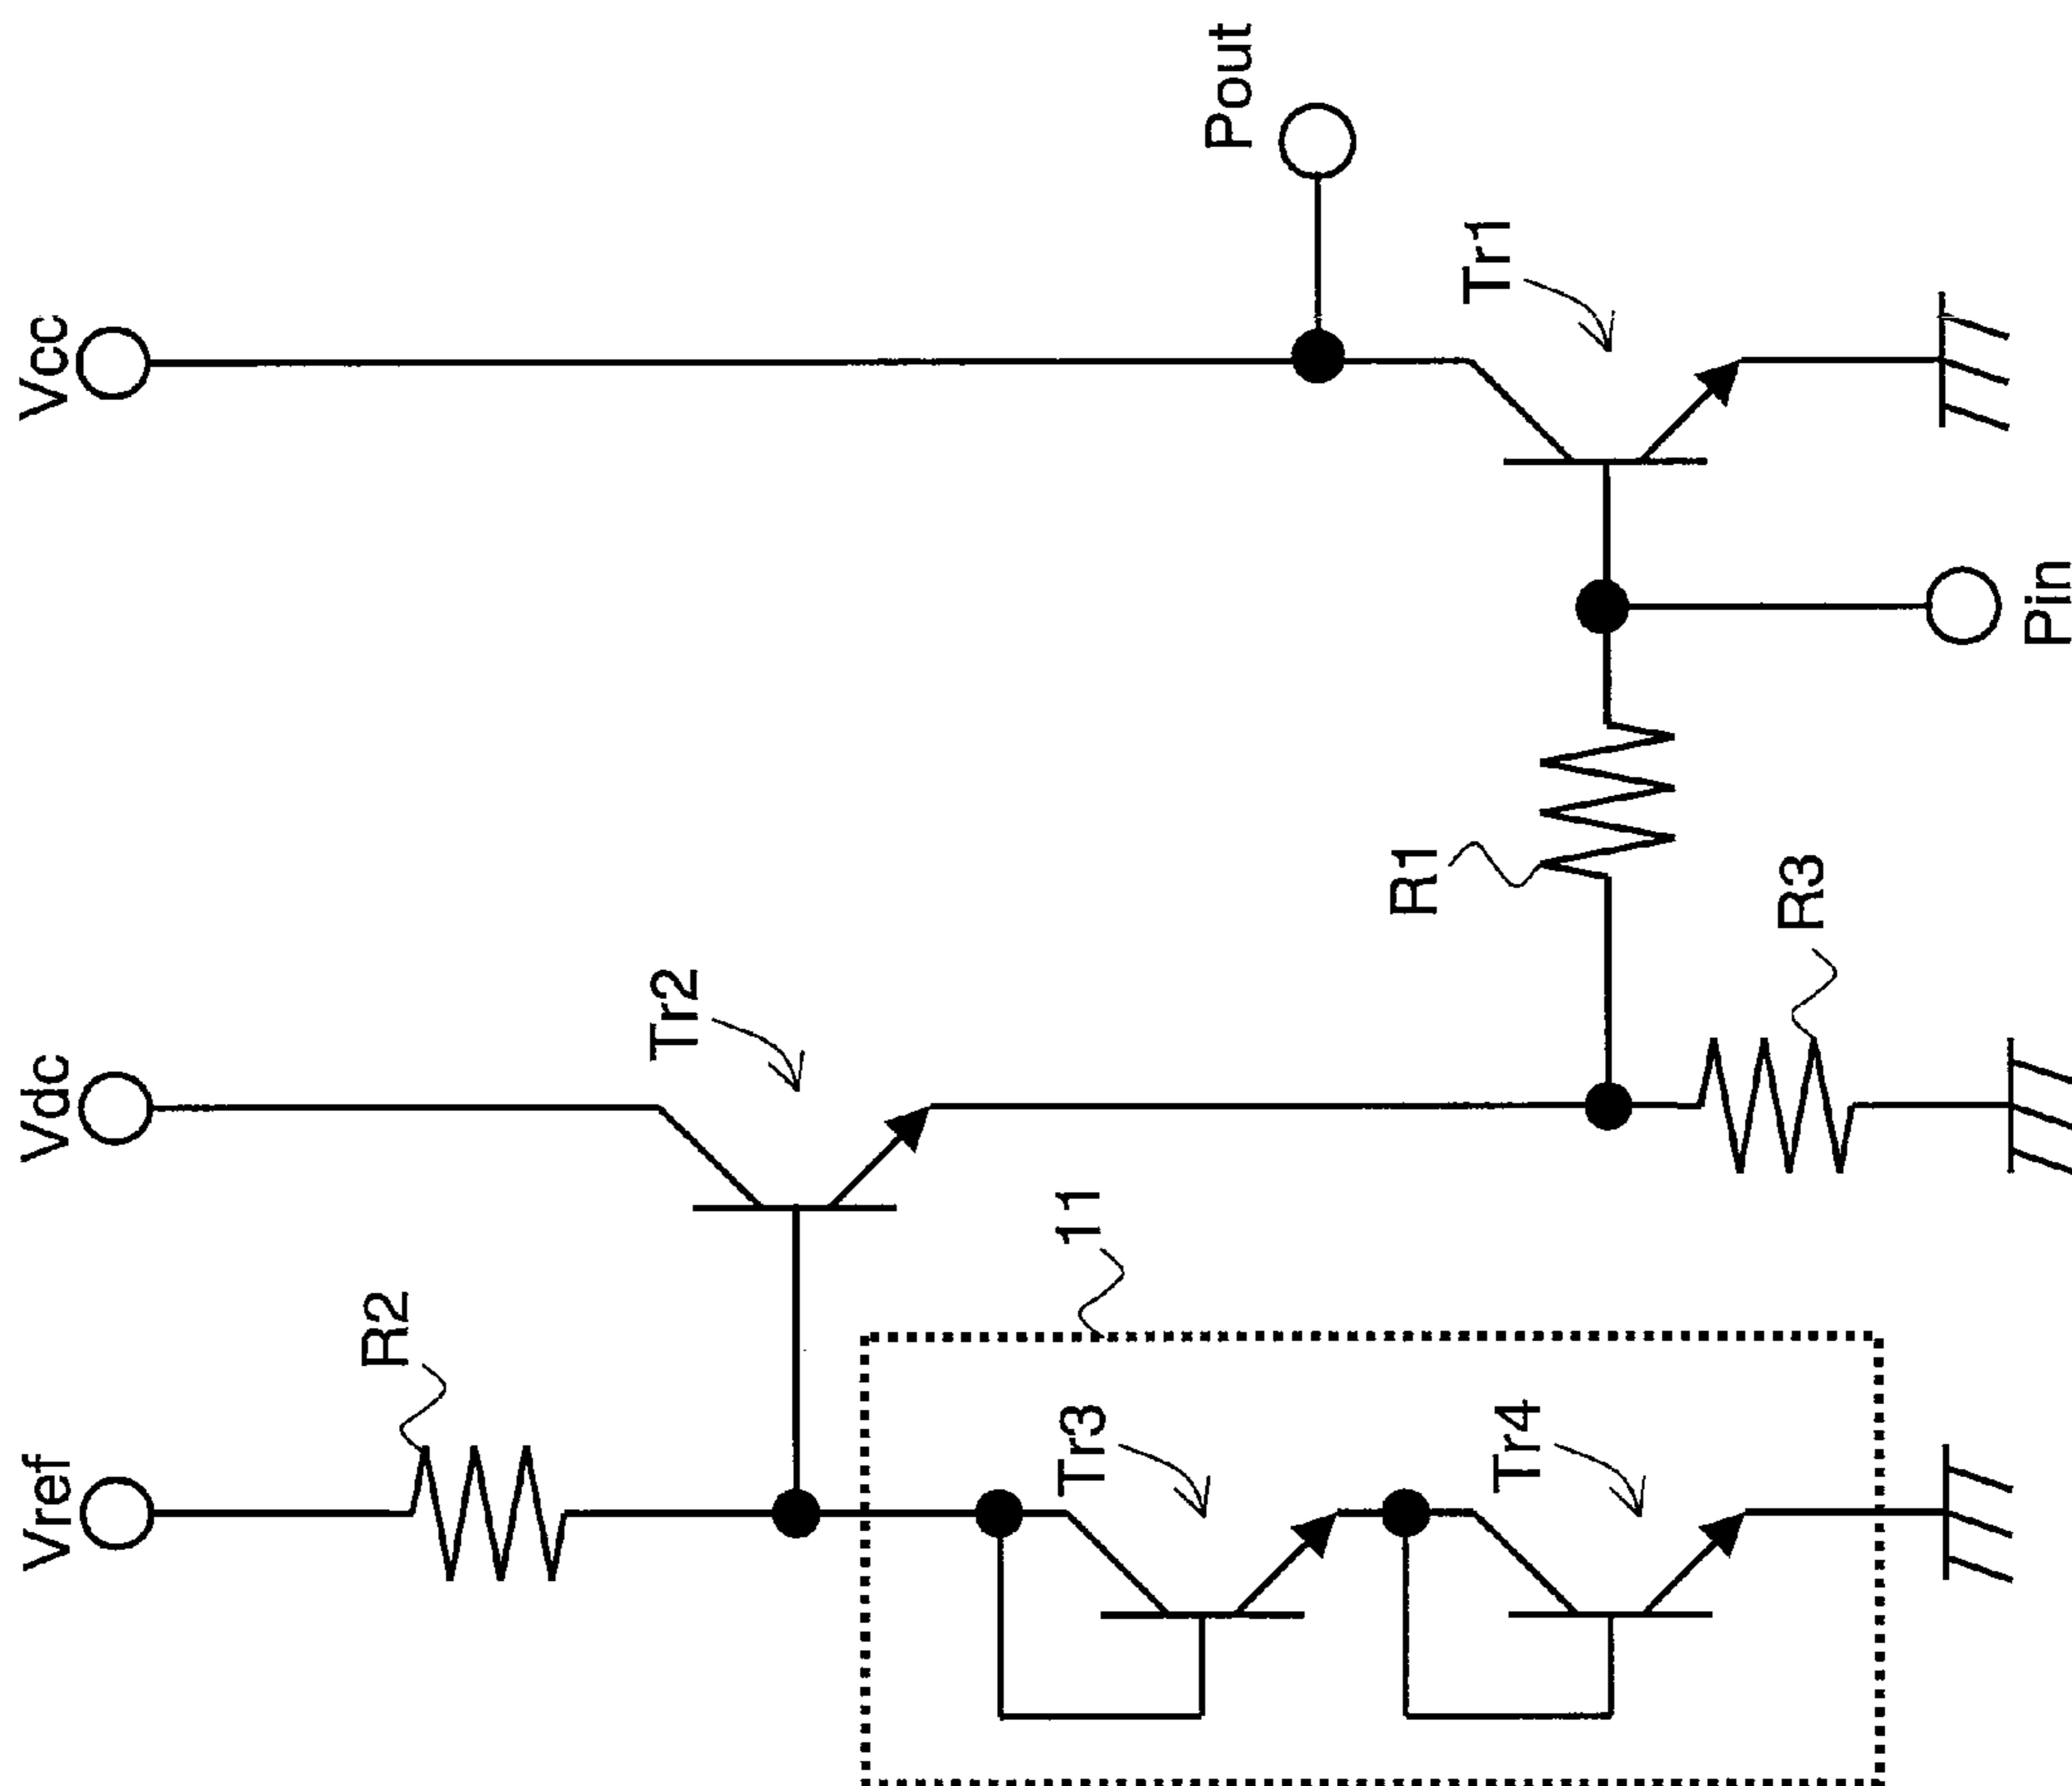 Vref
Vdc
Vcc
R2
Tr2
Pout
11
Tr3
Tr4
R1
R3
Tr1
Pin